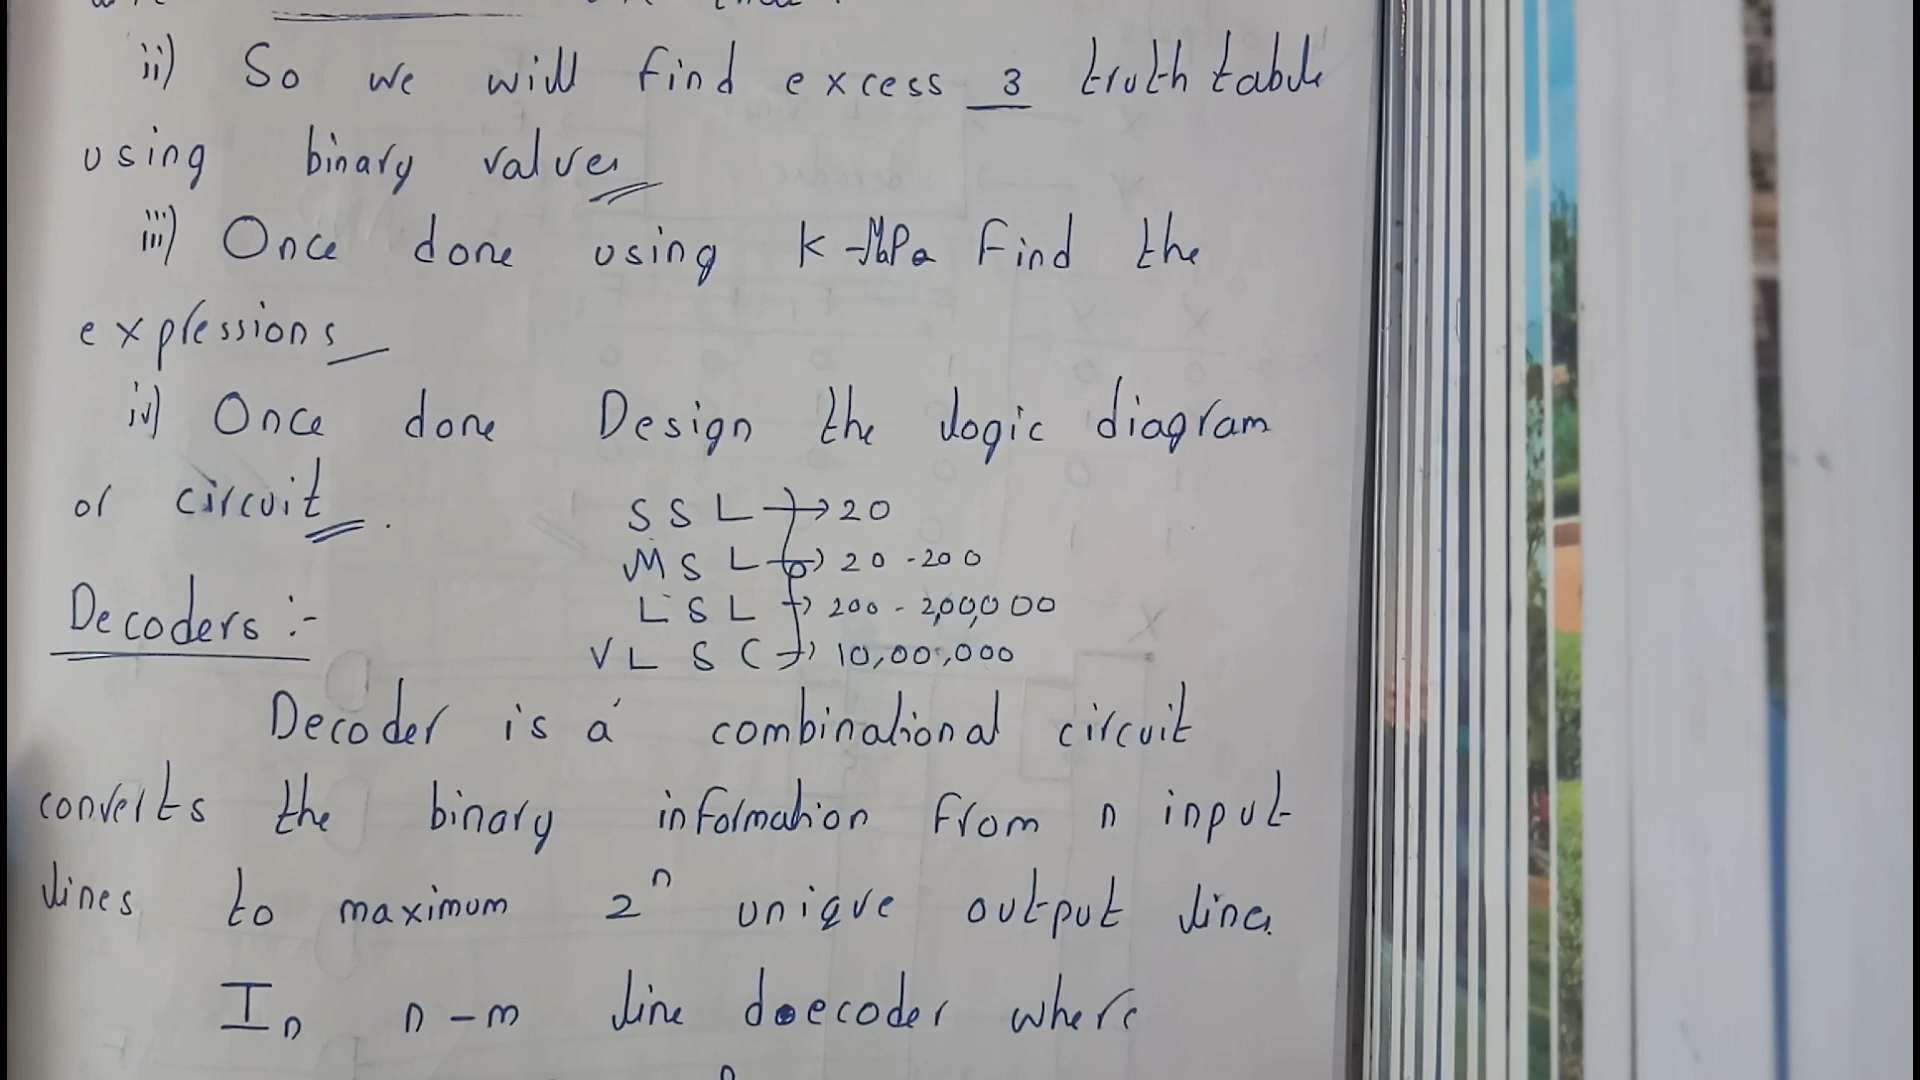 ii) So we will find excess 3 truth table
using binary values
iii) Once done using K-MaPa Find the
expressions
iv) Once done Design the logic diagram
or circuit.
SSL → 20
MSL → 20-200
LSL → 200 - 2,00,000
VLSC → 10,00,000
Decoders :-
Decoder is a combinational circuit
converts the binary information from n input
lines to maximum 2ⁿ unique output lines.
In n-m line decoder where